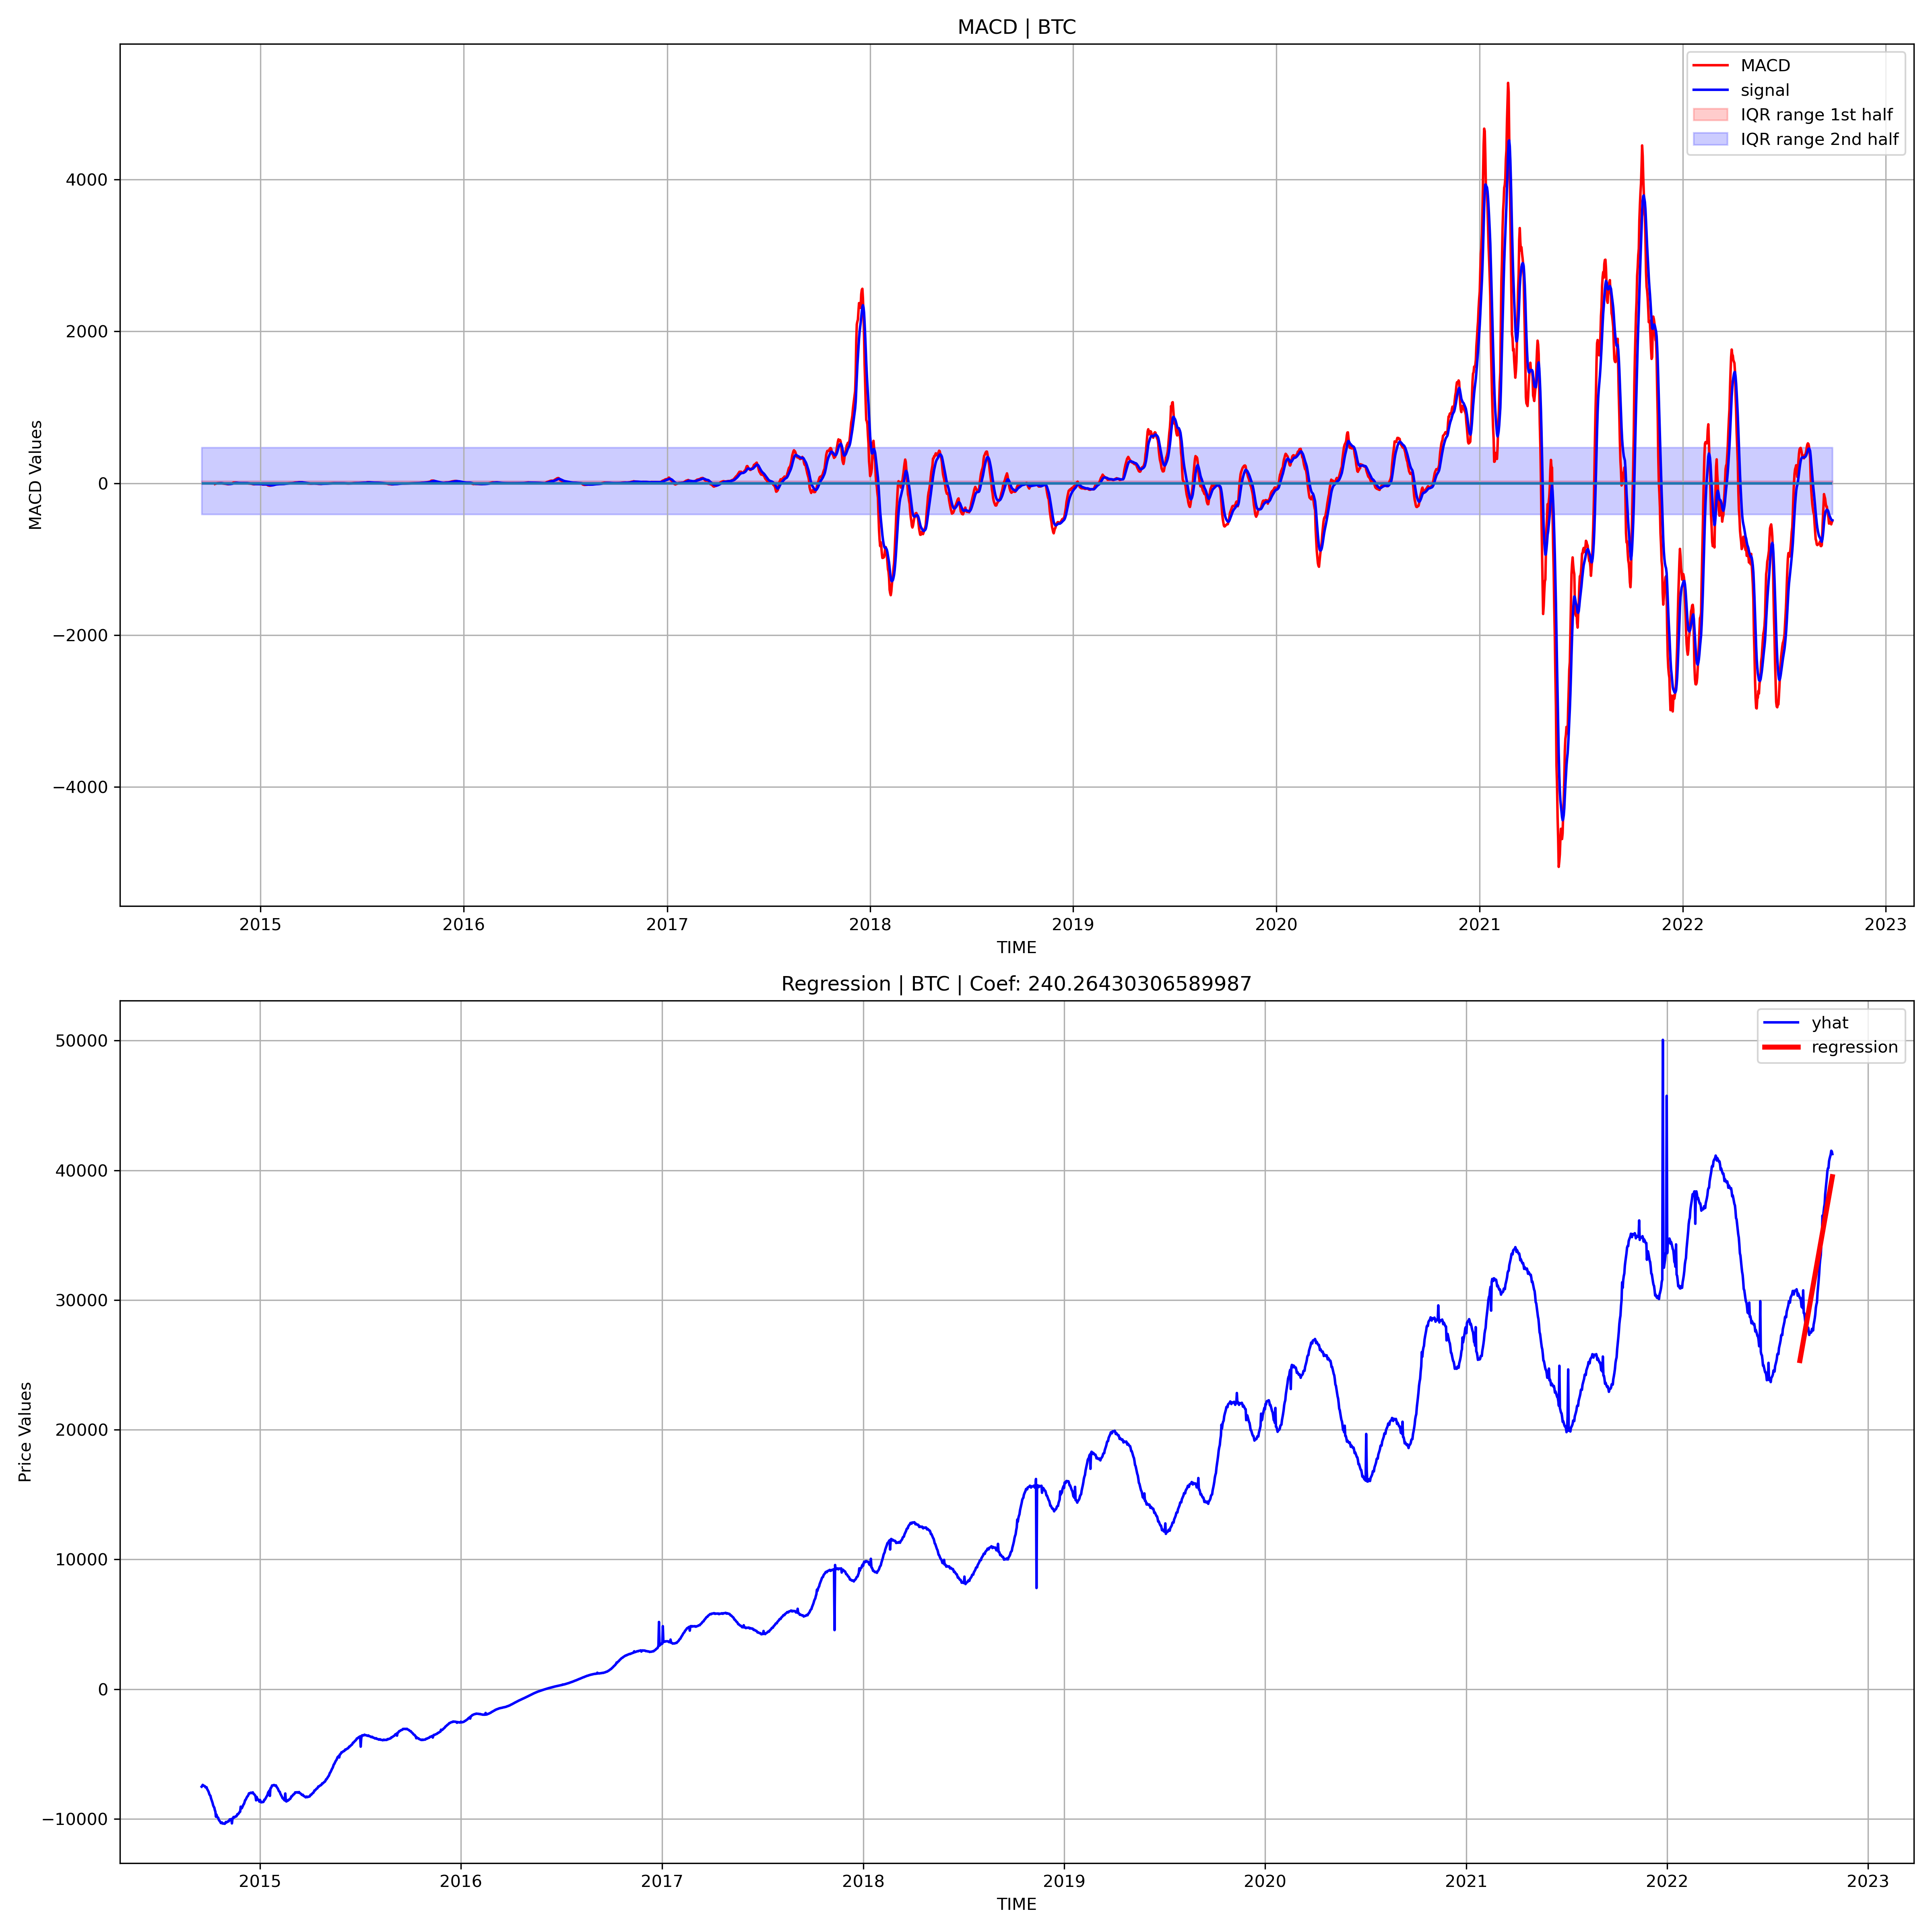 MACD | BTC
MACD
signal
IQR range 1st half
IQR range 2nd half
4000
2000
0
−2000
−4000
MACD Values
2015 2016 2017 2018 2019 2020 2021 2022 2023
TIME
Regression | BTC | Coef: 240.26430306589987
yhat
regression
50000
40000
30000
20000
10000
0
−10000
Price Values
2015 2016 2017 2018 2019 2020 2021 2022 2023
TIME